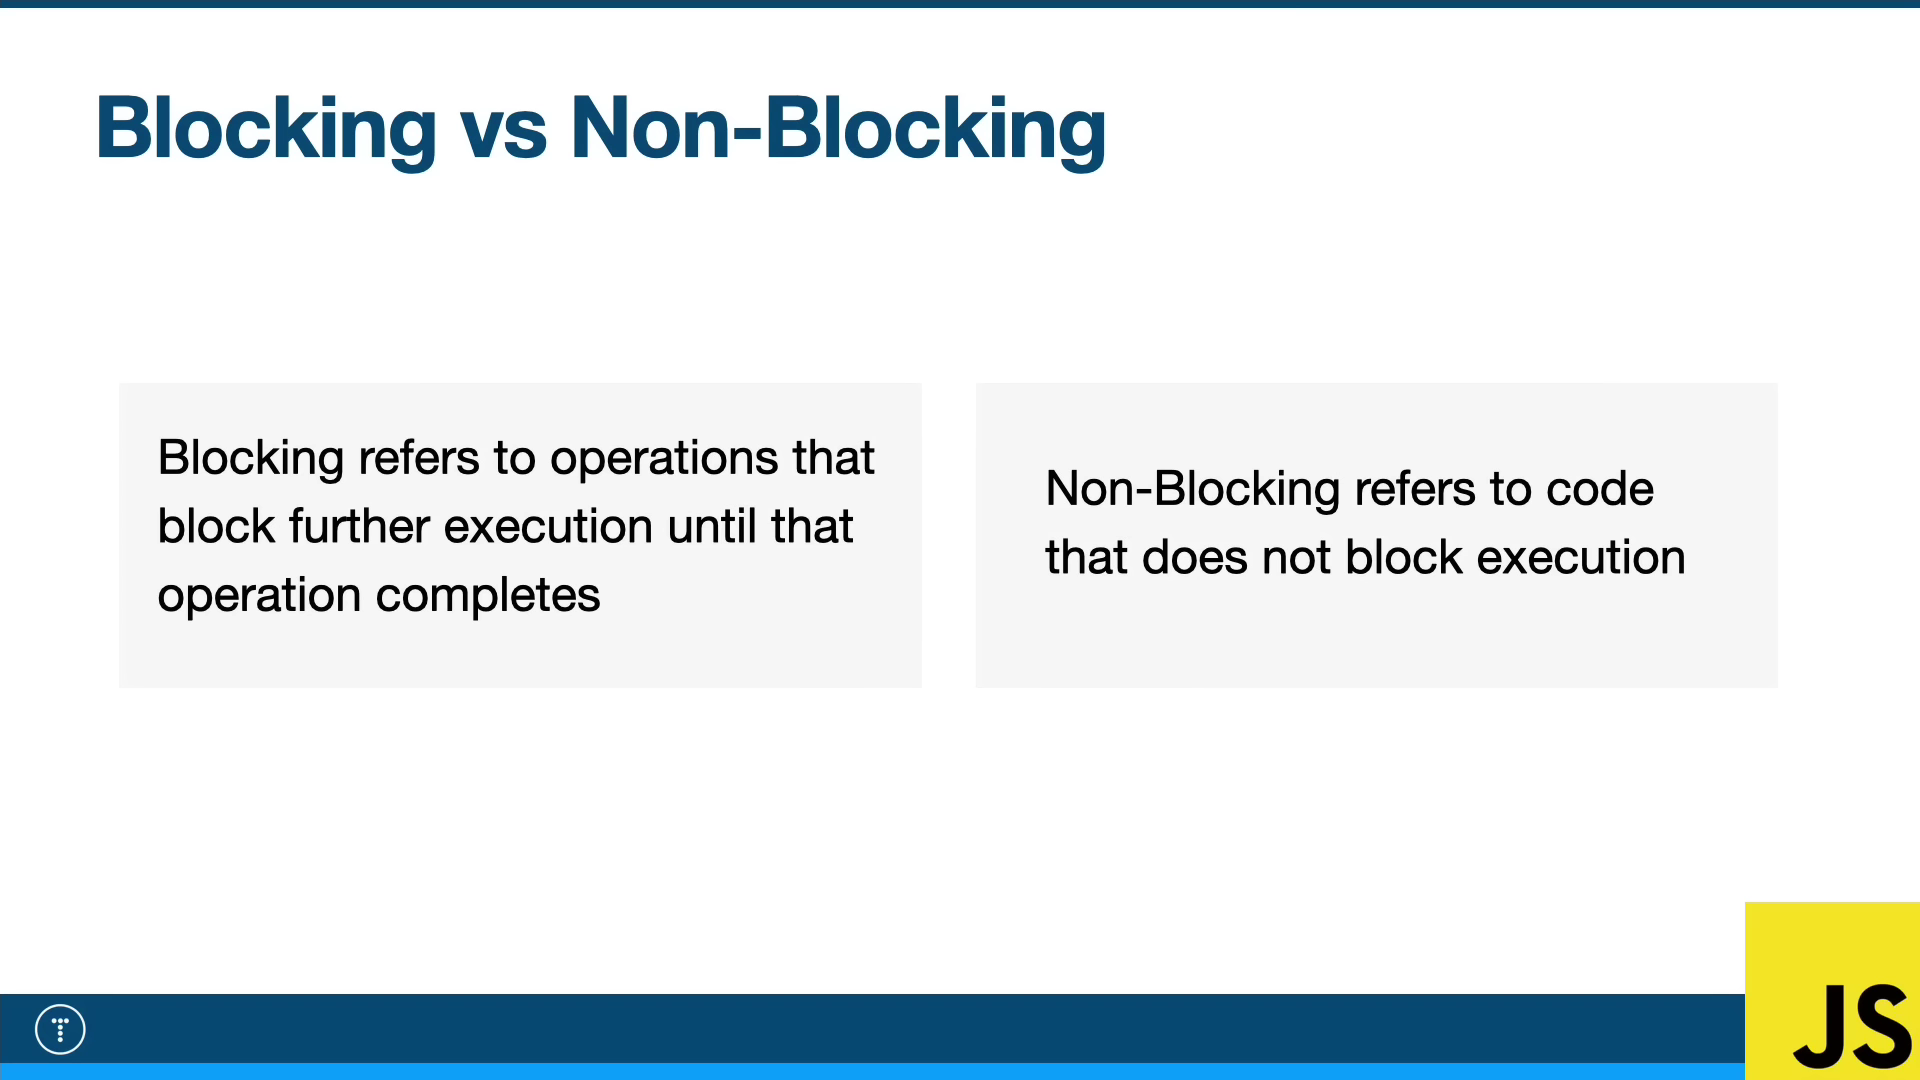 Blocking vs Non-Blocking
Blocking refers to operations that
block further execution until that
operation completes
Non-Blocking refers to code
that does not block execution
T
JS